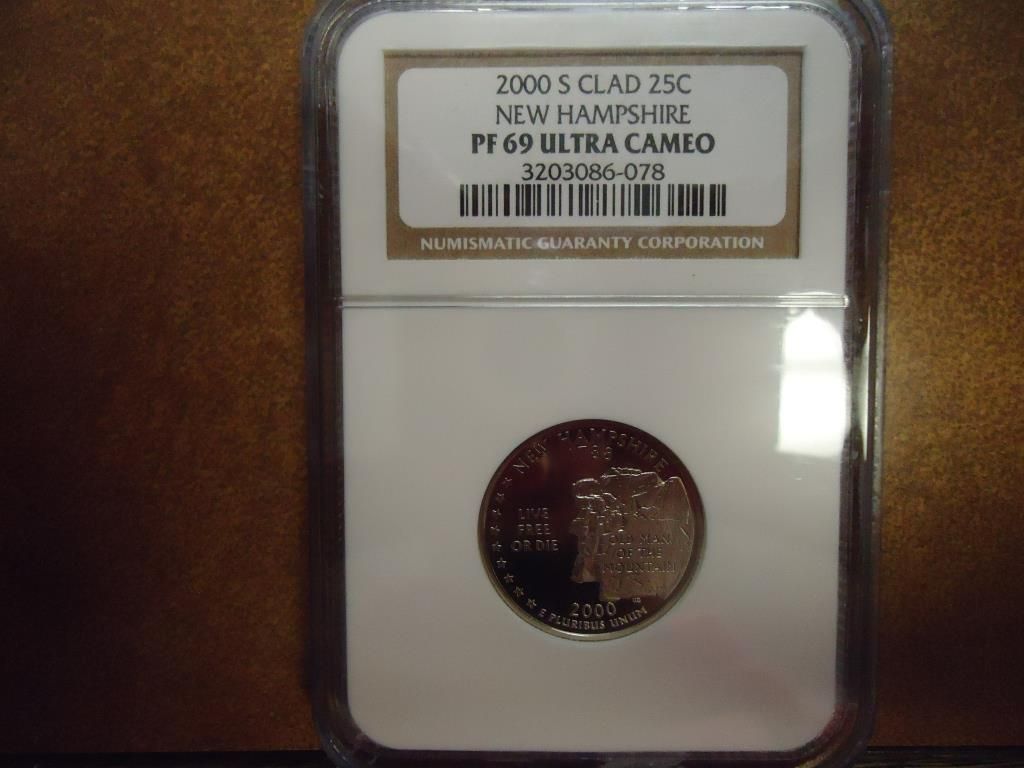 2000 S CLAD 25C
NEW HAMPSHIRE
PF 69 ULTRA CAMEO
3203086-078
NUMISMATIC GUARANTY CORPORATION
NEW HAMPSHIRE
1788
LIVE
FREE
OR DIE
OLD MAN
OF THE
MOUNTAIN
2000
E PLURIBUS UNUM